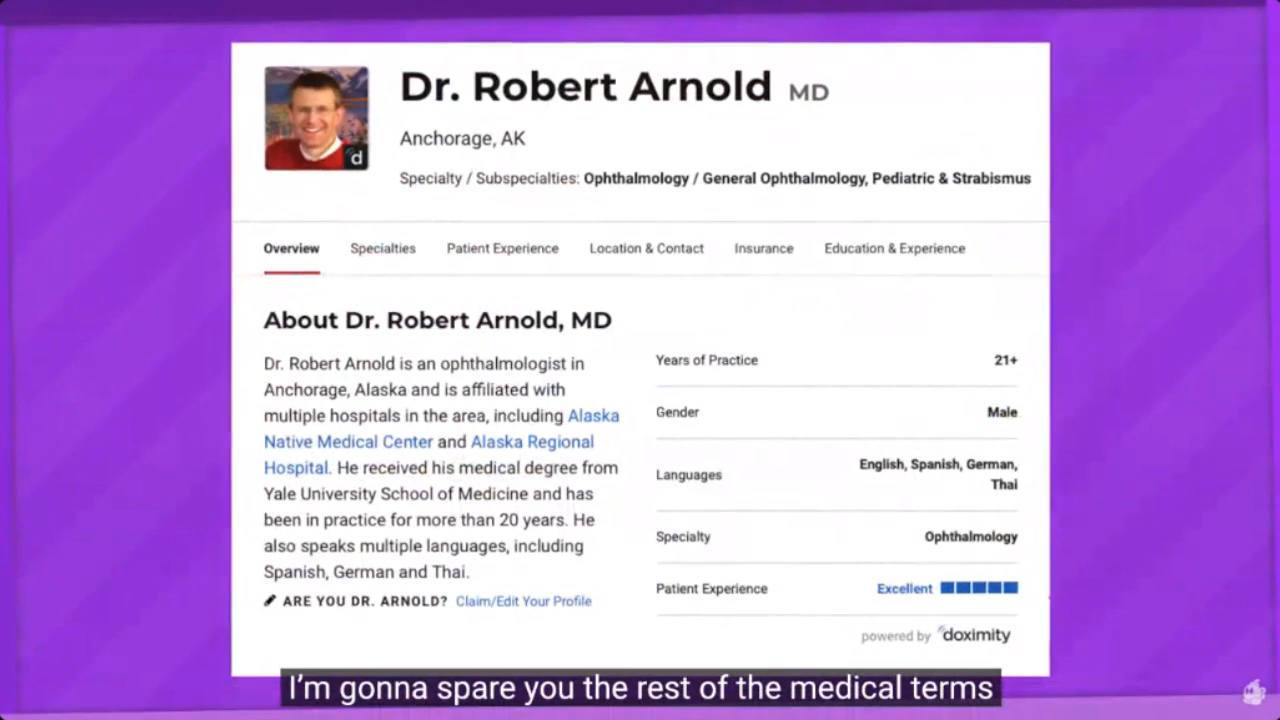 Dr. Robert Arnold MD
d
Anchorage, AK
Specialty / Subspecialties: Ophthalmology / General Ophthalmology, Pediatric & Strabismus
Overview Specialties Patient Experience Location & Contact Insurance Education & Experience
About Dr. Robert Arnold, MD
Dr. Robert Arnold is an ophthalmologist in
Anchorage, Alaska and is affiliated with
multiple hospitals in the area, including Alaska
Native Medical Center and Alaska Regional
Hospital. He received his medical degree from
Yale University School of Medicine and has
been in practice for more than 20 years. He
also speaks multiple languages, including
Spanish, German and Thai.
ARE YOU DR. ARNOLD? Claim/Edit Your Profile
Years of Practice 21+
Gender Male
Languages English, Spanish, German,
Thai
Specialty Ophthalmology
Patient Experience Excellent
powered by doximity
I'm gonna spare you the rest of the medical terms